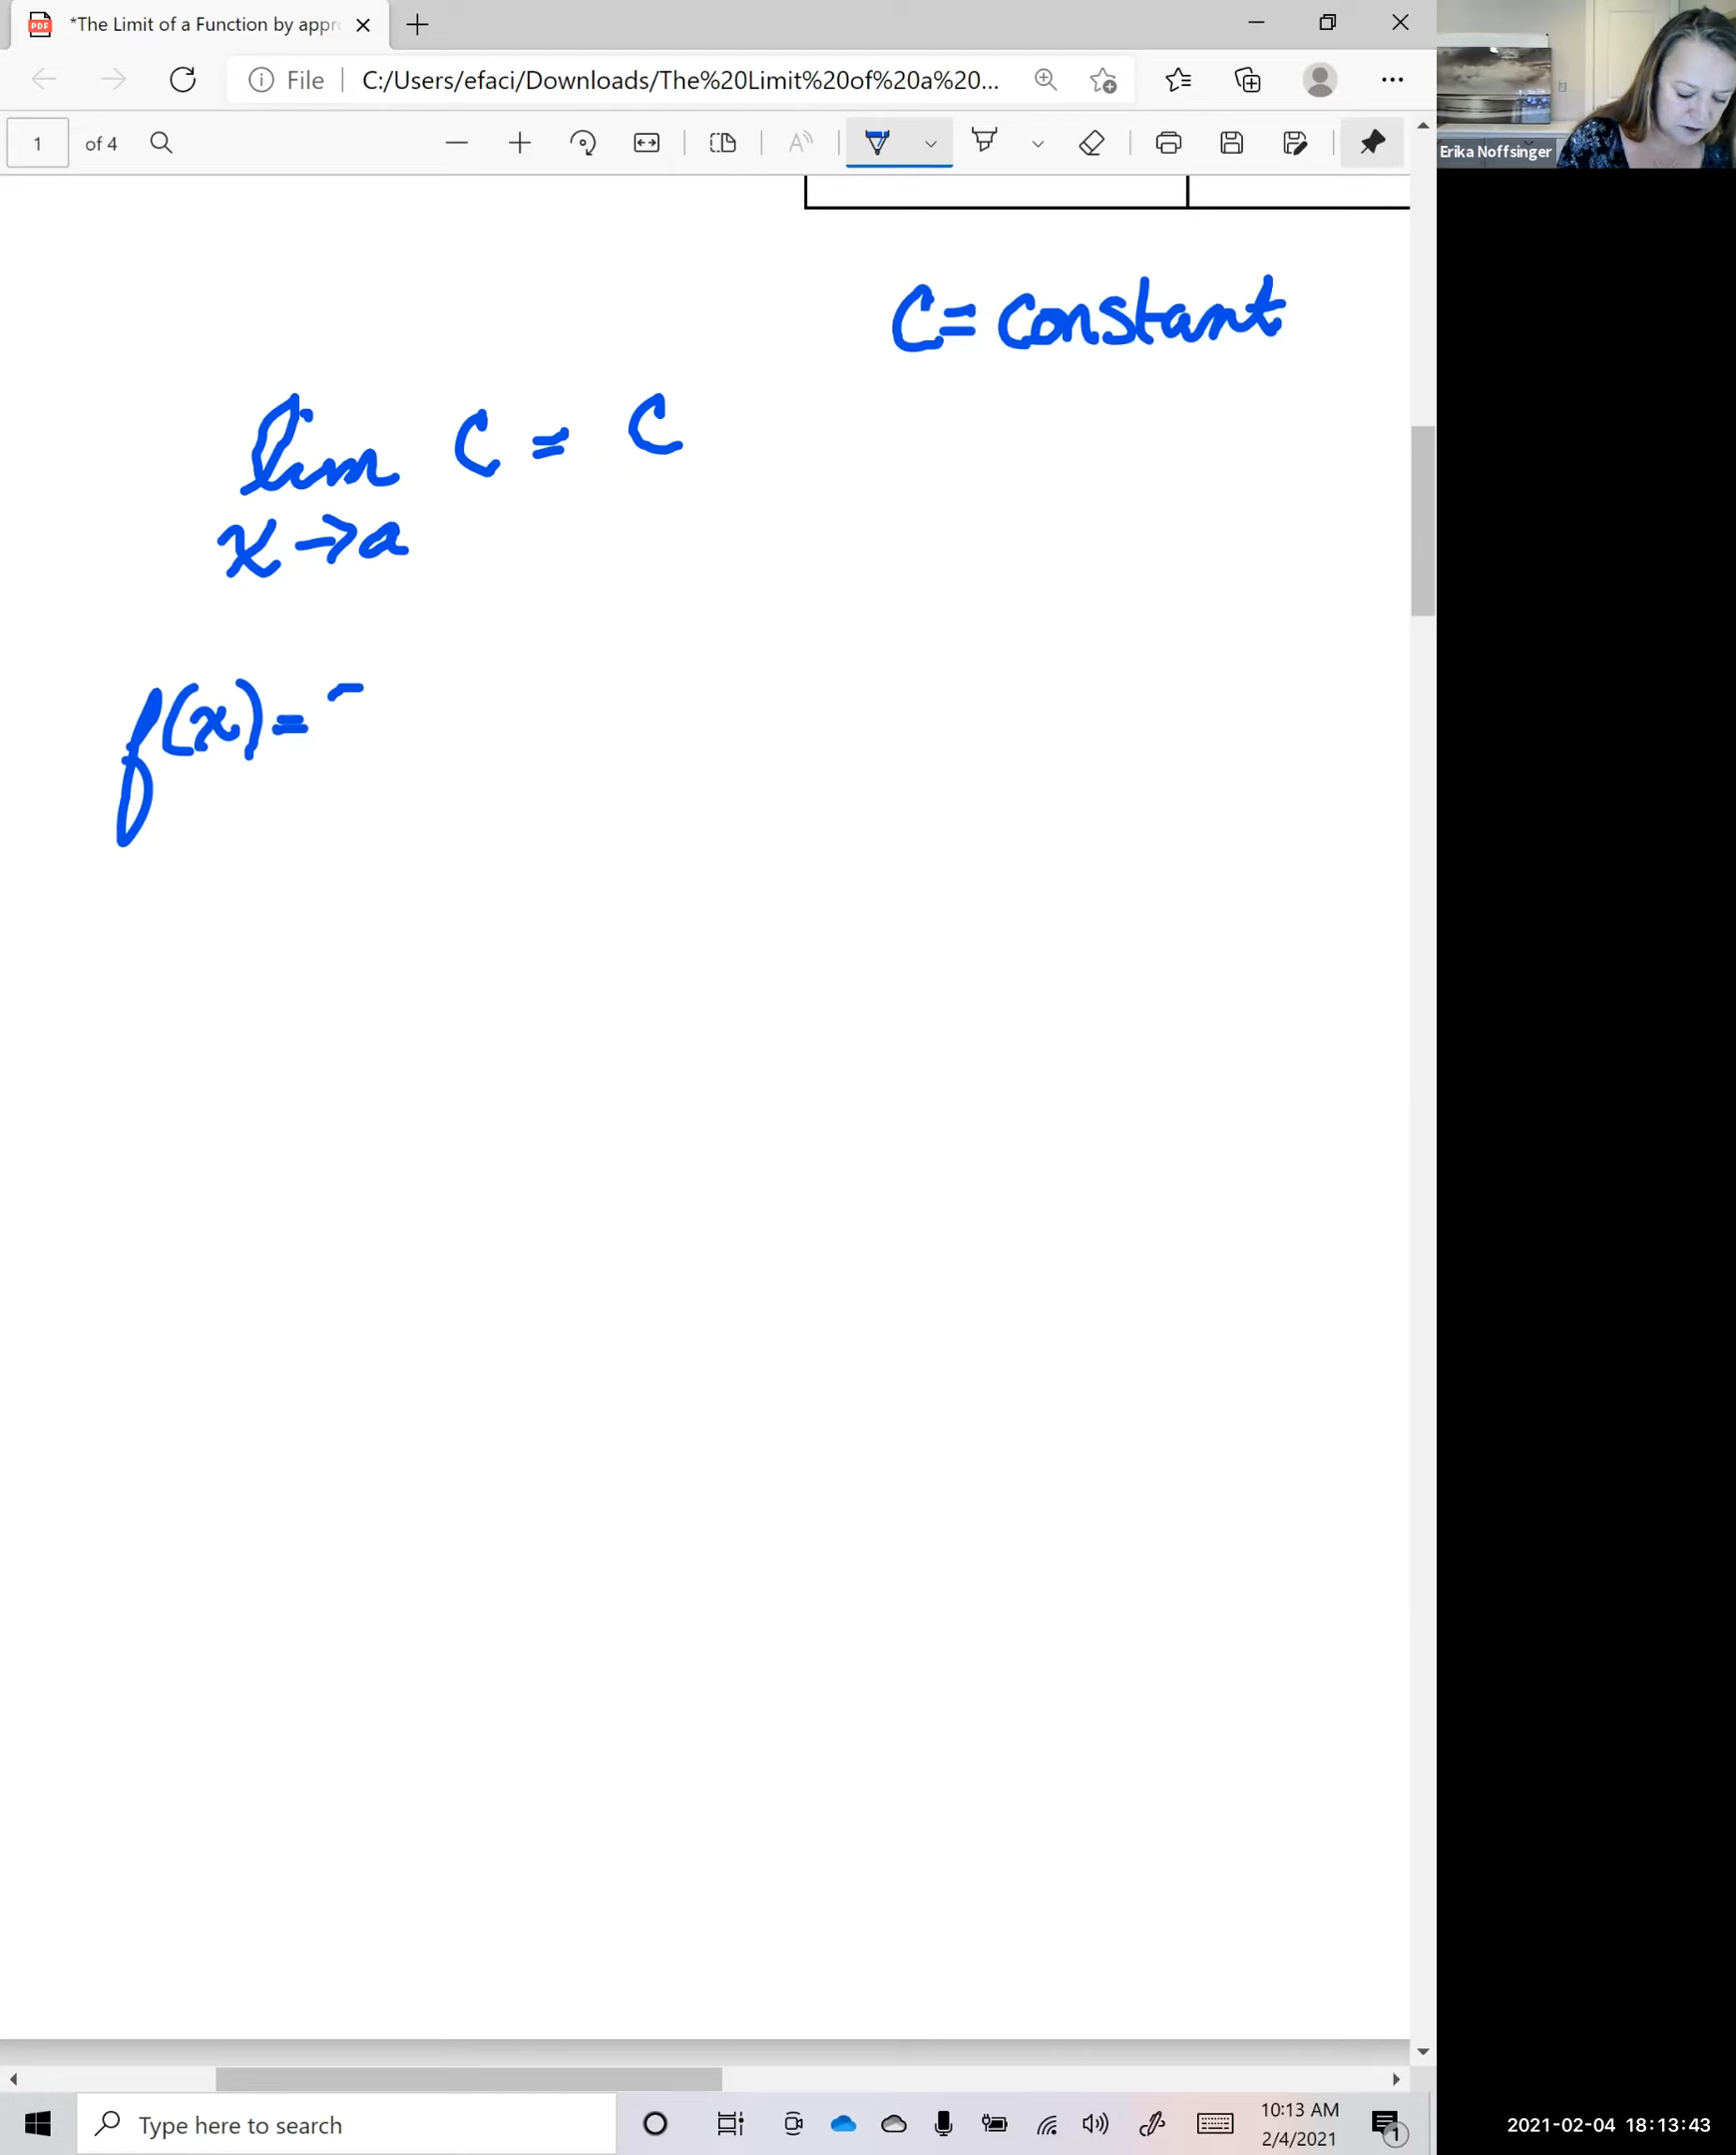 *The Limit of a Function by appr
File C:/Users/efaci/Downloads/The%20Limit%20of%20a%20...
Erika Noffsinger
1 of 4
C = constant
lim C = C
x → a
f(x) =
Type here to search
10:13 AM
2/4/2021
1
2021-02-04 18:13:43